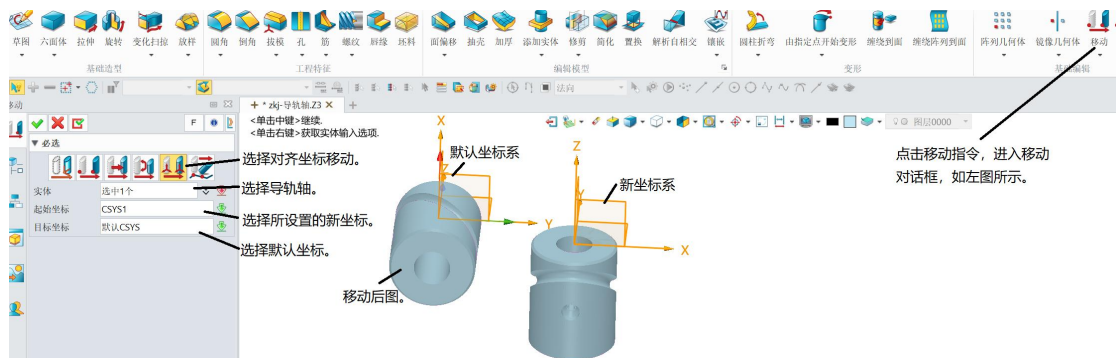 草图 六面体 拉伸 旋转 变化扫掠 放样 圆角 倒角 拔模 孔 筋 螺纹 唇缘 坯料 面偏移 抽壳 加厚 添加实体 修剪 简化 置换 解析自相交 镶嵌 圆柱折弯 由指定点开始变形 缠绕到面 缠绕阵列到面 阵列几何体 镜像几何体 移动
基础造型 工程特征 编辑模型 变形 基础编辑
法向
移动
* zkj-导轨轴.Z3
<单击中键>继续.
<单击右键>获取实体输入选项.
图层0000
F
必选
选择对齐坐标移动。
实体 选中1个
选择导轨轴。
起始坐标 CSYS1
选择所设置的新坐标。
目标坐标 默认CSYS
选择默认坐标。
X
默认坐标系
Z
Y
移动后图。
Z
新坐标系
Y
X
点击移动指令，进入移动
对话框，如左图所示。